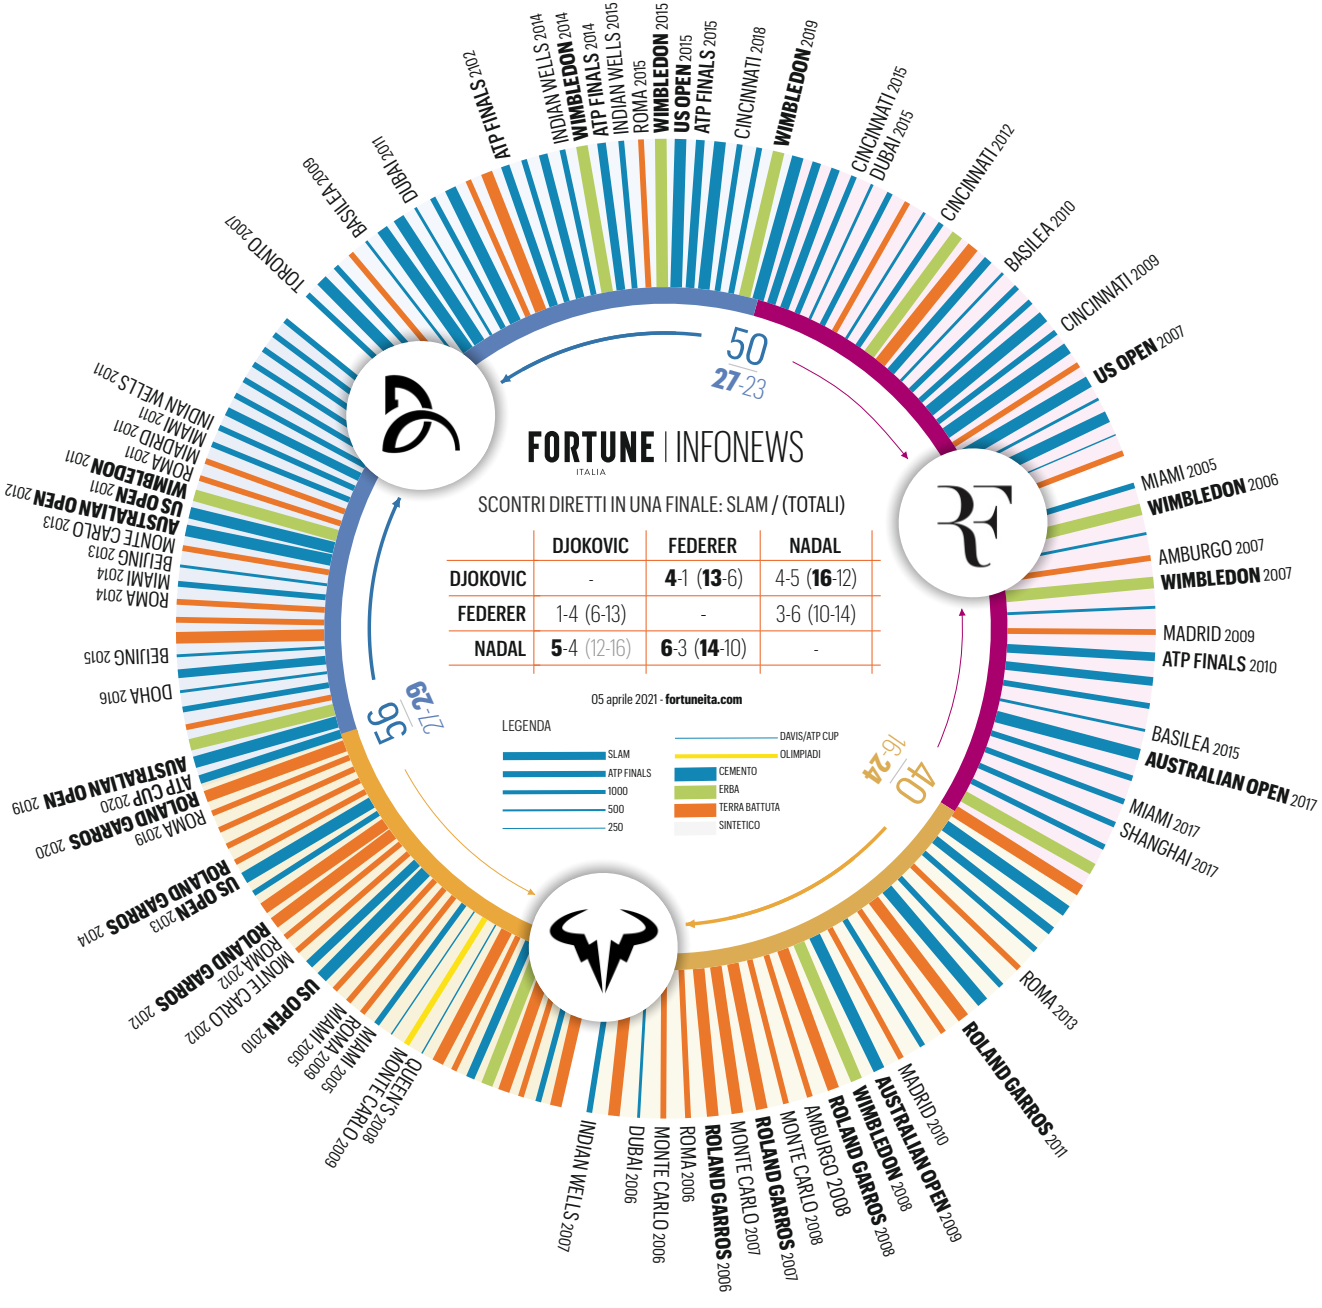 INDIAN WELLS 2014
WIMBLEDON 2014
ATP FINALS 2014
INDIAN WELLS 2015
ROMA 2015
WIMBLEDON 2015
US OPEN 2015
ATP FINALS 2015
CINCINNATI 2018
WIMBLEDON 2019
CINCINNATI 2015
DUBAI 2015
CINCINNATI 2012
BASILEA 2010
CINCINNATI 2009
US OPEN 2007
MIAMI 2005
WIMBLEDON 2006
AMBURGO 2007
WIMBLEDON 2007
MADRID 2009
ATP FINALS 2010
BASILEA 2015
AUSTRALIAN OPEN 2017
MIAMI 2017
SHANGHAI 2017
ROMA 2013
ROLAND GARROS 2011
MADRID 2010
AUSTRALIAN OPEN 2009
WIMBLEDON 2008
ROLAND GARROS 2008
AMBURGO 2008
MONTE CARLO 2008
ROLAND GARROS 2007
MONTE CARLO 2007
ROLAND GARROS 2006
ROMA 2006
MONTE CARLO 2006
DUBAI 2006
INDIAN WELLS 2007
QUEEN'S 2008
MONTE CARLO 2009
MIAMI 2005
ROMA 2009
MIAMI 2005
US OPEN 2010
MONTE CARLO 2012
ROMA 2012
ROLAND GARROS 2012
US OPEN 2013
ROLAND GARROS 2014
ROMA 2019
ROLAND GARROS 2020
ATP CUP 2020
AUSTRALIAN OPEN 2019
DOHA 2016
BEIJING 2015
ROMA 2014
MIAMI 2014
BEIJING 2013
MONTE CARLO 2013
AUSTRALIAN OPEN 2012
US OPEN 2011
WIMBLEDON 2011
ROMA 2011
MIADRID 2011
MIAMI 2011
INDIAN WELLS 2011
TORONTO 2007
BASILEA 2009
DUBAI 2011
ATP FINALS 2102
50
27-23
RF
40
16-24
56
27-29
FORTUNE | INFONEWS
ITALIA
SCONTRI DIRETTI IN UNA FINALE: SLAM / (TOTALI)
DJOKOVIC FEDERER NADAL
DJOKOVIC - 4-1 (13-6) 4-5 (16-12)
FEDERER 1-4 (6-13) - 3-6 (10-14)
NADAL 5-4 (12-16) 6-3 (14-10) -
05 aprile 2021 - fortuneita.com
LEGENDA
SLAM
ATP FINALS
1000
500
250
DAVIS/ATP CUP
OLIMPIADI
CEMENTO
ERBA
TERRA BATTUTA
SINTETICO